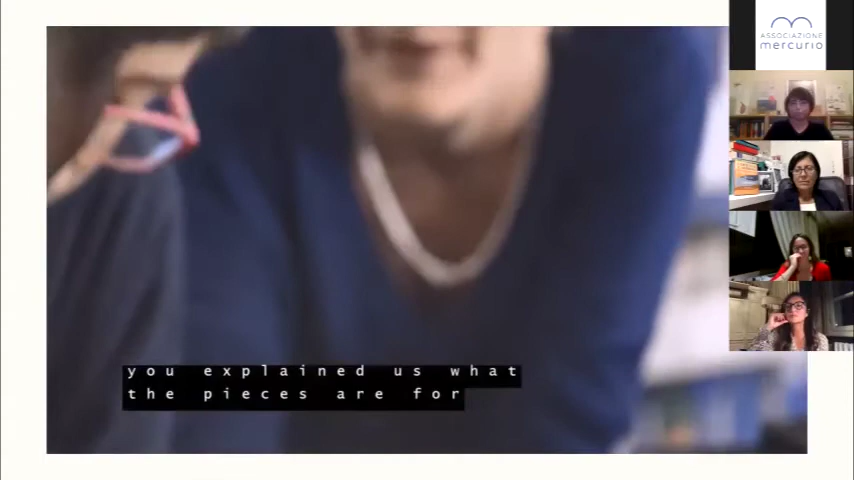 ASSOCIAZIONE
mercurio
you explained us what
the pieces are for